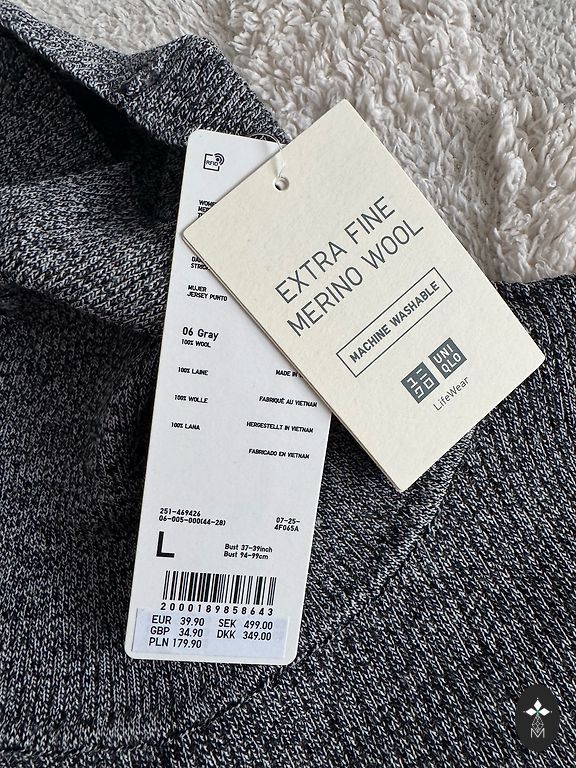 RFID
MUJER
JERSEY PUNTO
06 Gray
100% WOOL
100% LAINE
MADE IN
100% WOLLE
FABRIQUÉ AU VIETNAM
100% LANA
HERGESTELLT IN VIETNAM
FABRICADO EN VIETNAM
251-469426
06-005-000(44-28)
07-25-
4F065A
L
Bust 37-39inch
Bust 94-99cm
2000189858643
EUR 39.90 SEK 499.00
GBP 34.90 DKK 349.00
PLN 179.90
EXTRA FINE
MERINO WOOL
MACHINE WASHABLE
UNI
QLO
LifeWear